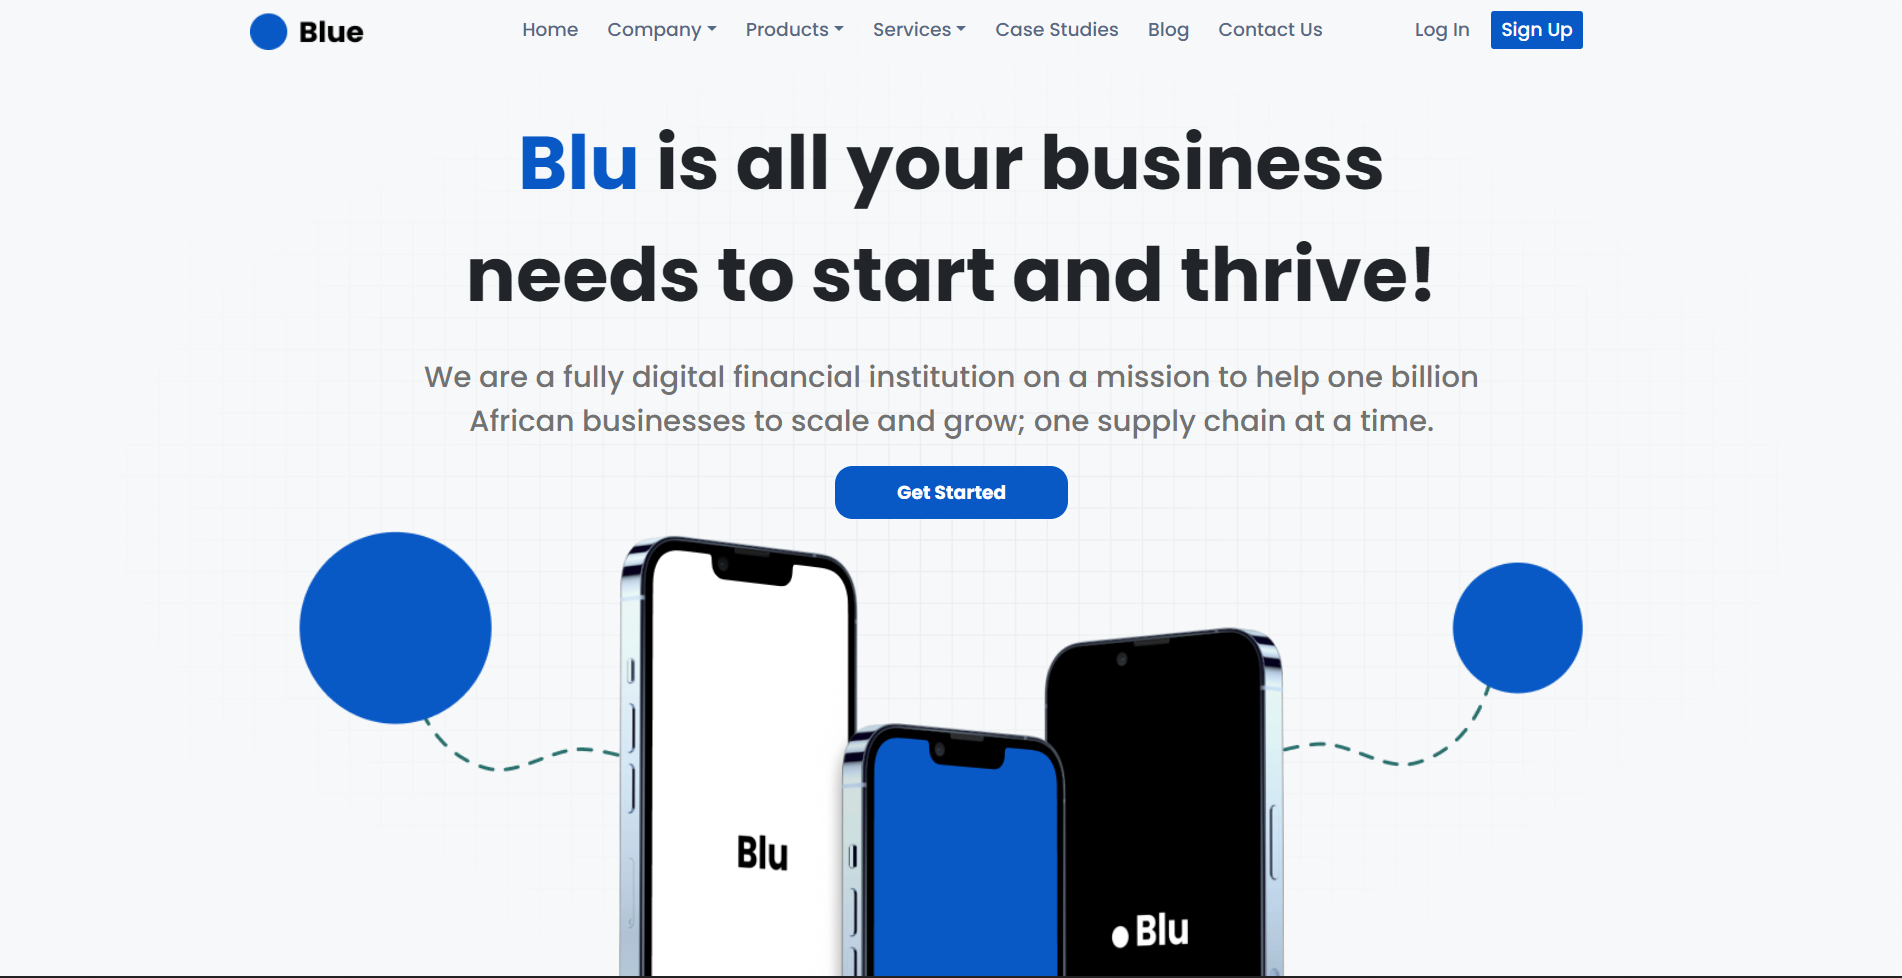 Blue
Home Company Products Services Case Studies Blog Contact Us Log In Sign Up
Blu is all your business
needs to start and thrive!
We are a fully digital financial institution on a mission to help one billion
African businesses to scale and grow; one supply chain at a time.
Get Started
Blu
Blu